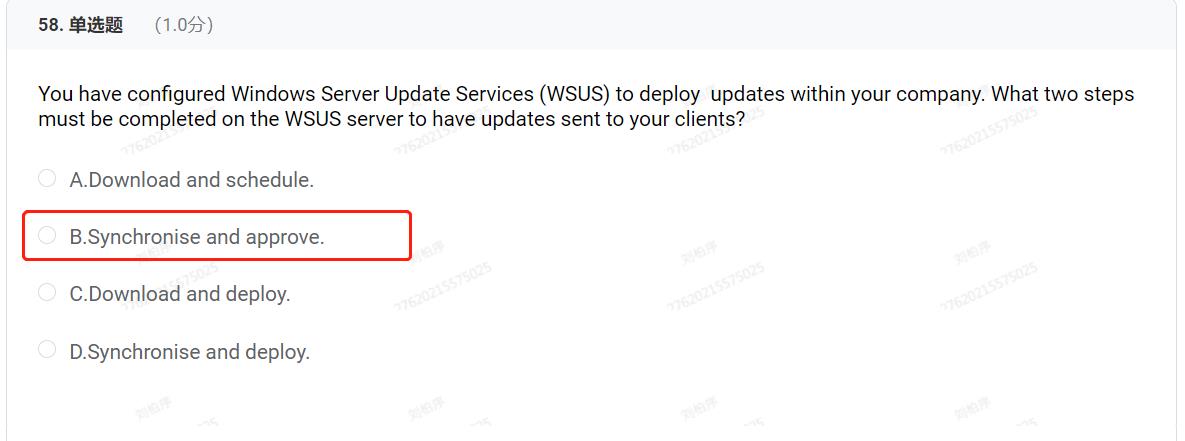 58. 单选题 （1.0分）
You have configured Windows Server Update Services (WSUS) to deploy updates within your company. What two steps
must be completed on the WSUS server to have updates sent to your clients?
A.Download and schedule.
B.Synchronise and approve.
C.Download and deploy.
D.Synchronise and deploy.